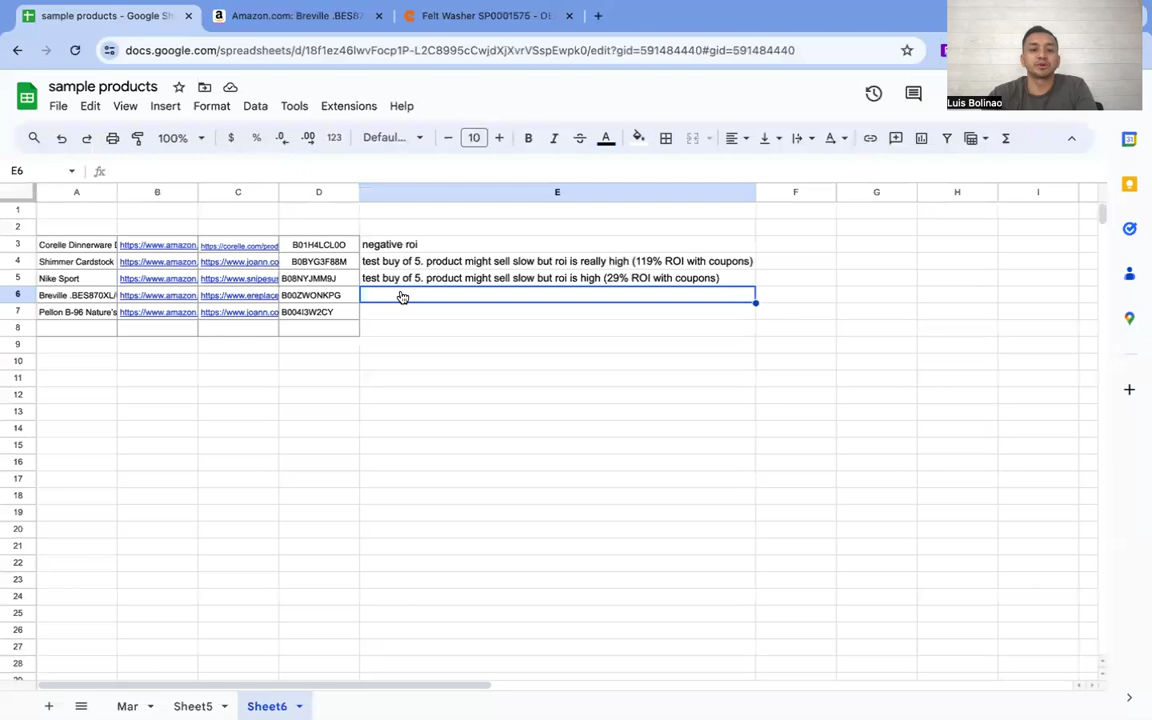 sample products - Google Sh
Amazon.com: Breville .BES87
Felt Washer SP0001575 - OE
docs.google.com/spreadsheets/d/18f1ez46IwvFocp1P-L2C8995cCwjdXjXvrVSspEwpk0/edit?gid=591484440#gid=591484440
sample products
File Edit View Insert Format Data Tools Extensions Help
100% $ % .0 .00 123 Defaul... 10 B I A
E6 fx
Luis Bolinao
A B C D E F G H I
1
2
3 Corelle Dinnerware D https://www.amazon. https://corelle.com/prod B01H4LCL0O negative roi
4 Shimmer Cardstock https://www.amazon. https://www.joann.co B0BYG3F88M test buy of 5. product might sell slow but roi is really high (119% ROI with coupons)
5 Nike Sport https://www.amazon. https://www.snipesus B08NYJMM9J test buy of 5. product might sell slow but roi is high (29% ROI with coupons)
6 Breville .BES870XL/ https://www.amazon. https://www.ereplace B00ZWONKPG
7 Pellon B-96 Nature's https://www.amazon. https://www.joann.co B004I3W2CY
8
9
10
11
12
13
14
15
16
17
18
19
20
21
22
23
24
25
26
27
28
Mar Sheet5 Sheet6